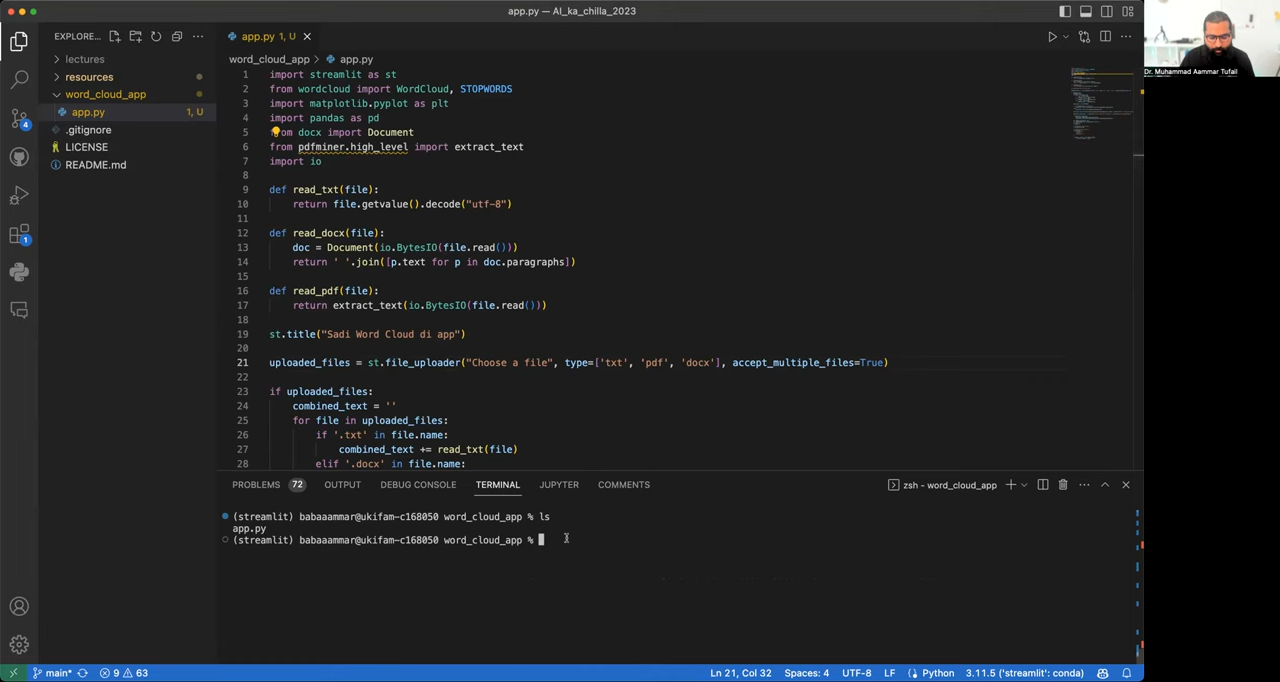 app.py — AI_ka_chilla_2023
EXPLORE...
app.py 1, U
lectures
resources
word_cloud_app
app.py 1, U
.gitignore
LICENSE
README.md
4
1
word_cloud_app > app.py
1 import streamlit as st
2 from wordcloud import WordCloud, STOPWORDS
3 import matplotlib.pyplot as plt
4 import pandas as pd
5 from docx import Document
6 from pdfminer.high_level import extract_text
7 import io
8
9 def read_txt(file):
10 return file.getvalue().decode("utf-8")
11
12 def read_docx(file):
13 doc = Document(io.BytesIO(file.read()))
14 return ' '.join([p.text for p in doc.paragraphs])
15
16 def read_pdf(file):
17 return extract_text(io.BytesIO(file.read()))
18
19 st.title("Sadi Word Cloud di app")
20
21 uploaded_files = st.file_uploader("Choose a file", type=['txt', 'pdf', 'docx'], accept_multiple_files=True)
22
23 if uploaded_files:
24 combined_text = ''
25 for file in uploaded_files:
26 if '.txt' in file.name:
27 combined_text += read_txt(file)
28 elif '.docx' in file.name:
PROBLEMS 72 OUTPUT DEBUG CONSOLE TERMINAL JUPYTER COMMENTS
zsh - word_cloud_app
(streamlit) babaaammar@ukifam-c168050 word_cloud_app % ls
app.py
(streamlit) babaaammar@ukifam-c168050 word_cloud_app %
main* 9 63
Ln 21, Col 32 Spaces: 4 UTF-8 LF Python 3.11.5 ('streamlit': conda)
Dr. Muhammad Aammar Tufail